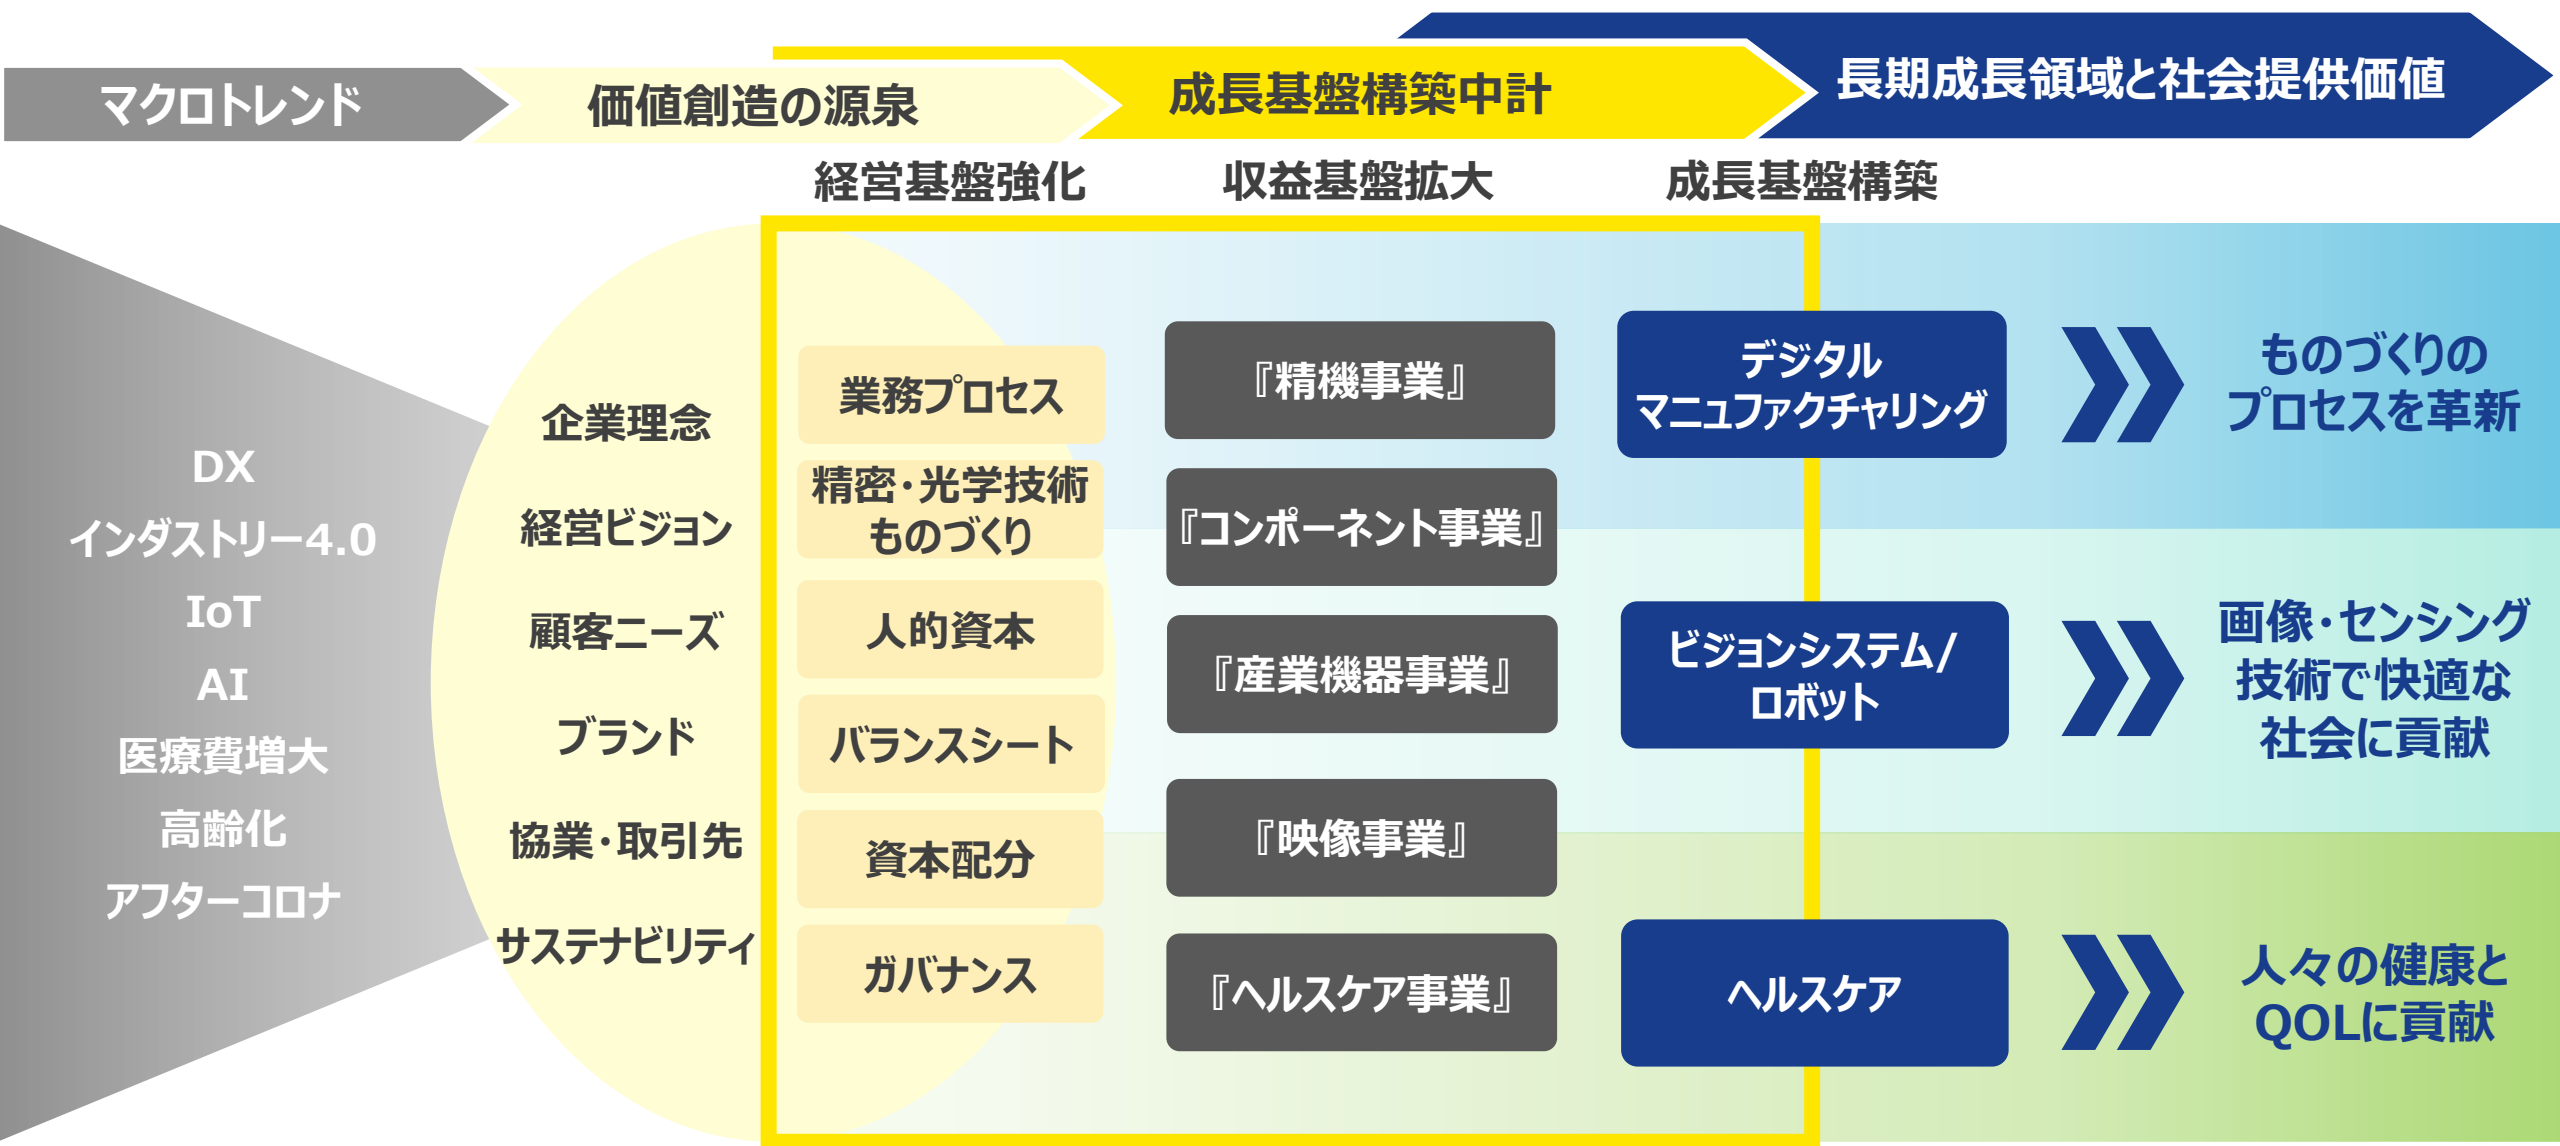 マクロトレンド
価値創造の源泉
成長基盤構築中計
長期成長領域と社会提供価値
経営基盤強化
収益基盤拡大
成長基盤構築
DX
インダストリー4.0
IoT
AI
医療費増大
高齢化
アフターコロナ
企業理念
経営ビジョン
顧客ニーズ
ブランド
協業・取引先
サステナビリティ
業務プロセス
精密・光学技術
ものづくり
人的資本
バランスシート
資本配分
ガバナンス
『精機事業』
『コンポーネント事業』
『産業機器事業』
『映像事業』
『ヘルスケア事業』
デジタル
マニュファクチャリング
ビジョンシステム/
ロボット
ヘルスケア
ものづくりの
プロセスを革新
画像・センシング
技術で快適な
社会に貢献
人々の健康と
QOLに貢献